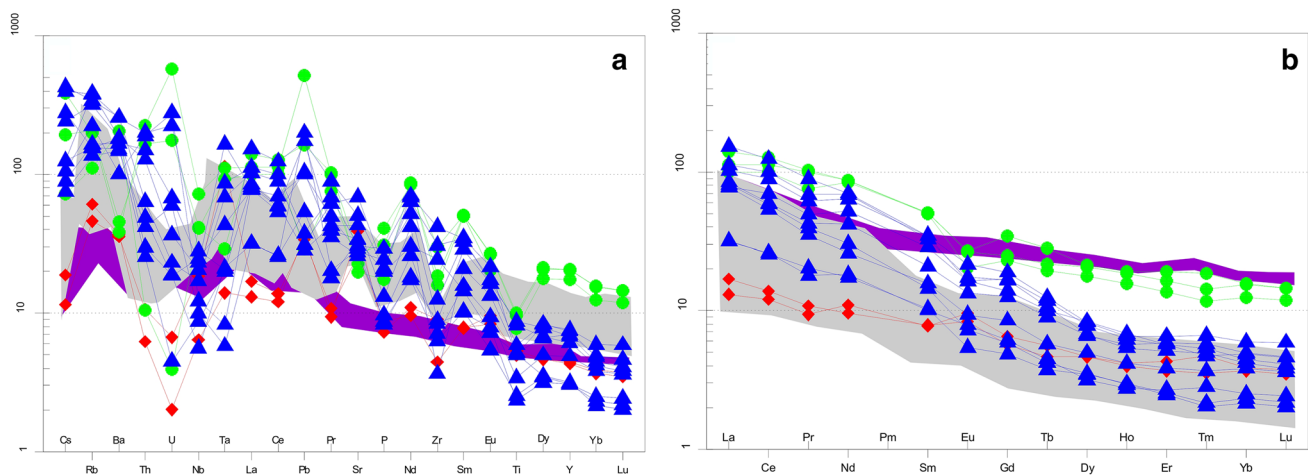 1000
100
10
1
a
Cs Ba U Ta Ce Pr P Zr Eu Dy Yb
Rb Th Nb La Pb Sr Nd Sm Ti Y Lu
1000
100
10
1
b
La Pr Pm Eu Tb Ho Tm Lu
Ce Nd Sm Gd Dy Er Yb